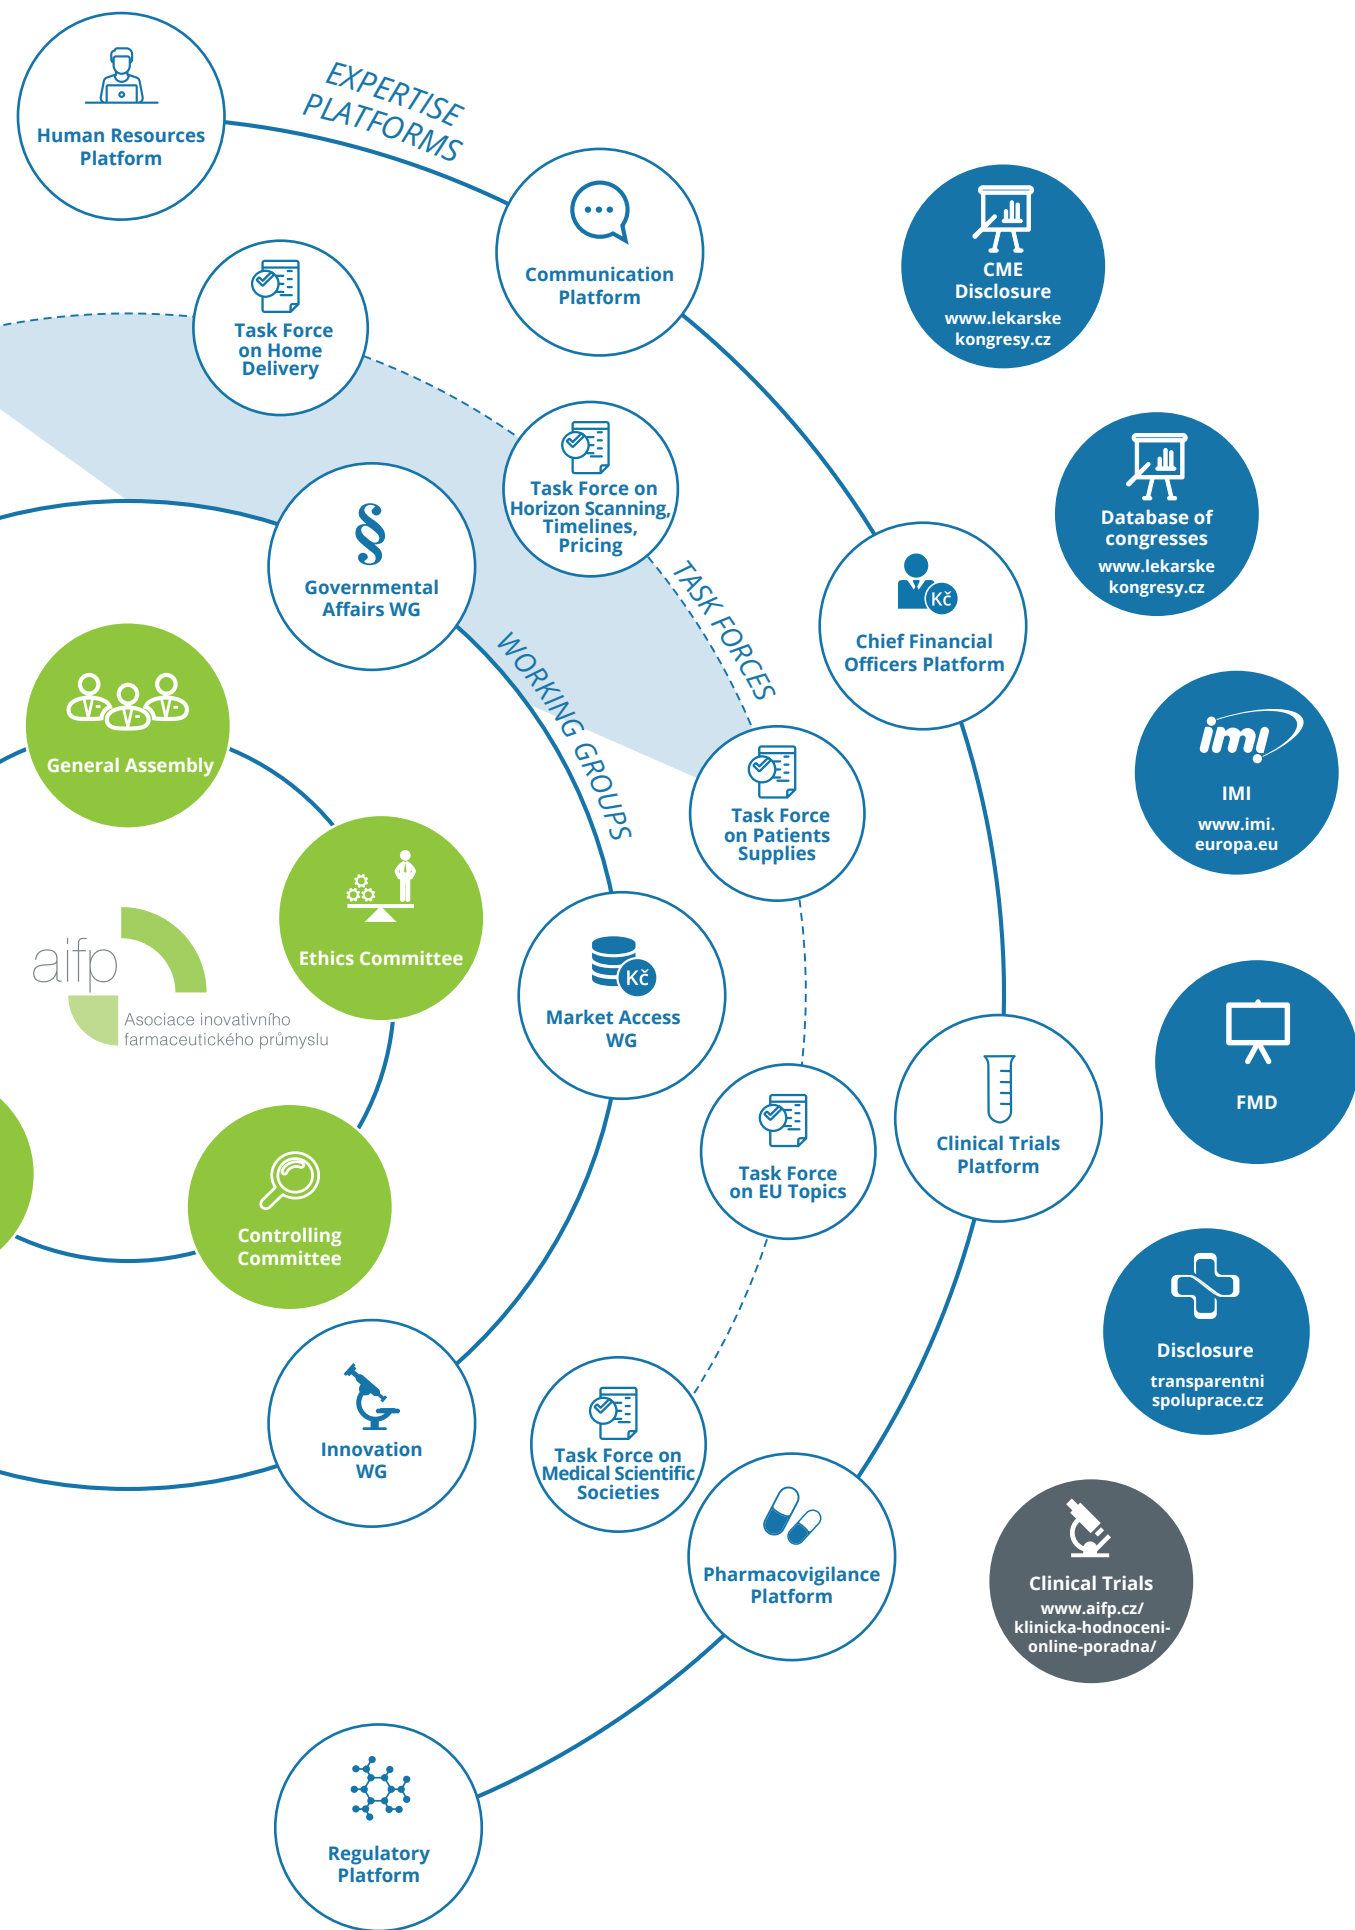 Human Resources
Platform
EXPERTISE
PLATFORMS
Communication
Platform
CME
Disclosure
www.lekarske
kongresy.cz
Task Force
on Home
Delivery
Task Force on
Horizon Scanning,
Timelines,
Pricing
Database of
congresses
www.lekarske
kongresy.cz
§
Governmental
Affairs WG
TASK FORCES
WORKING GROUPS
Kč
Chief Financial
Officers Platform
General Assembly
imi
IMI
www.imi.
europa.eu
Task Force
on Patients
Supplies
Ethics Committee
aifp
Asociace inovativního
farmaceutického průmyslu
Kč
Market Access
WG
FMD
Clinical Trials
Platform
Task Force
on EU Topics
Controlling
Committee
Disclosure
transparentni
spoluprace.cz
Innovation
WG
Task Force on
Medical Scientific
Societies
Pharmacovigilance
Platform
Clinical Trials
www.aifp.cz/
klinicka-hodnoceni-
online-poradna/
Regulatory
Platform